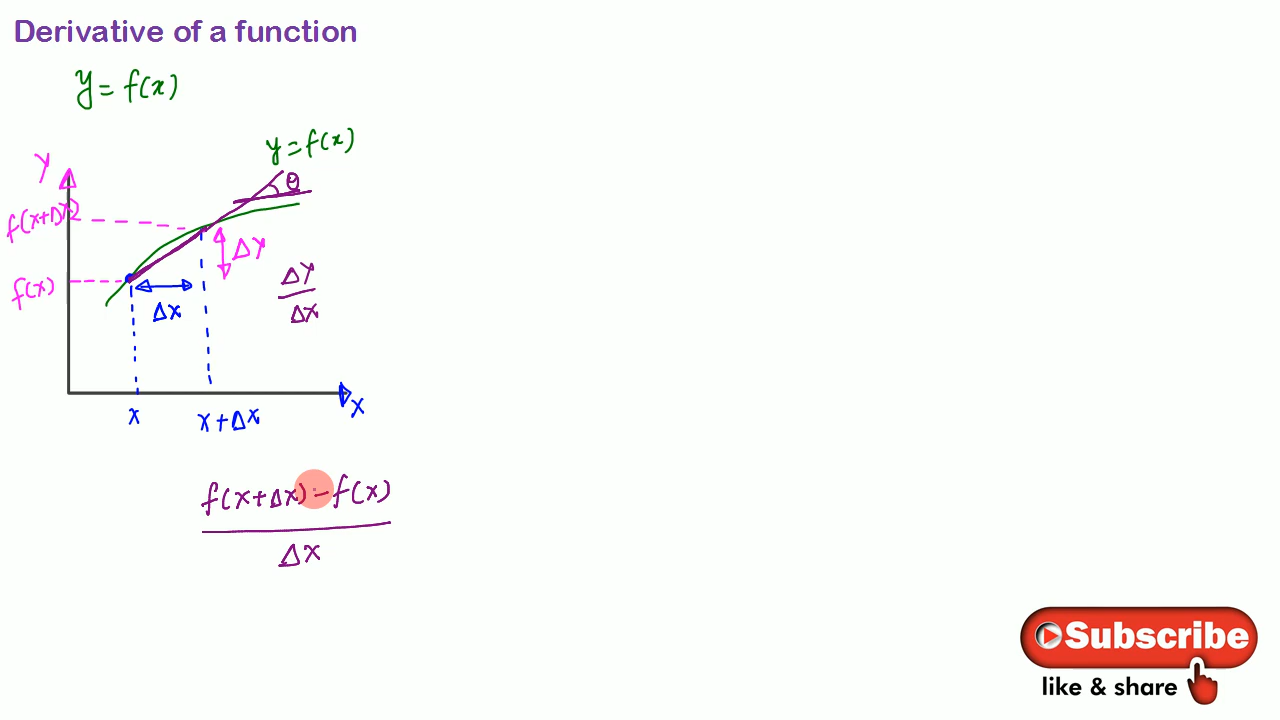 Derivative of a function
y = f(x)
y = f(x)
Y
θ
f(x+Δx)
ΔY
f(x)
ΔY
Δx
Δx
x
x
x+Δx
f(x+Δx) - f(x)
Δx
Subscribe
like & share